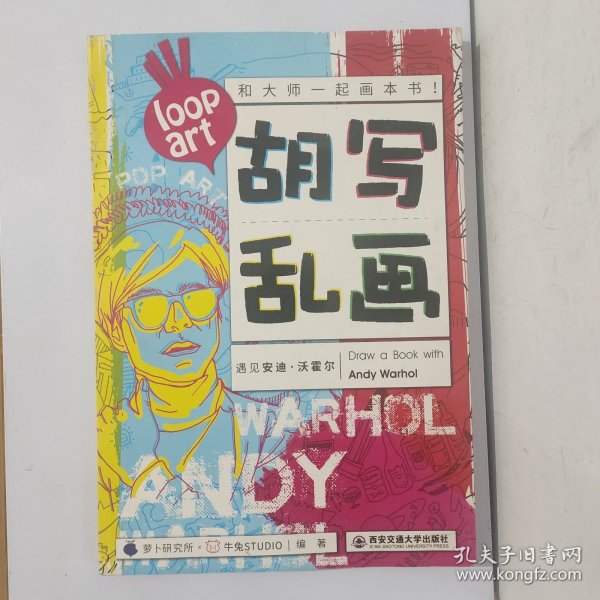 loop
art
和大师一起画本书!
POP ART
胡写
乱画
遇见安迪·沃霍尔
Draw a Book with
Andy Warhol
WARHOL
ANDY
WARHOL
萝卜研究所 × 牛兔STUDIO | 编著
西安交通大学出版社
XI'AN JIAOTONG UNIVERSITY PRESS
孔夫子旧书网
www.kongfz.com